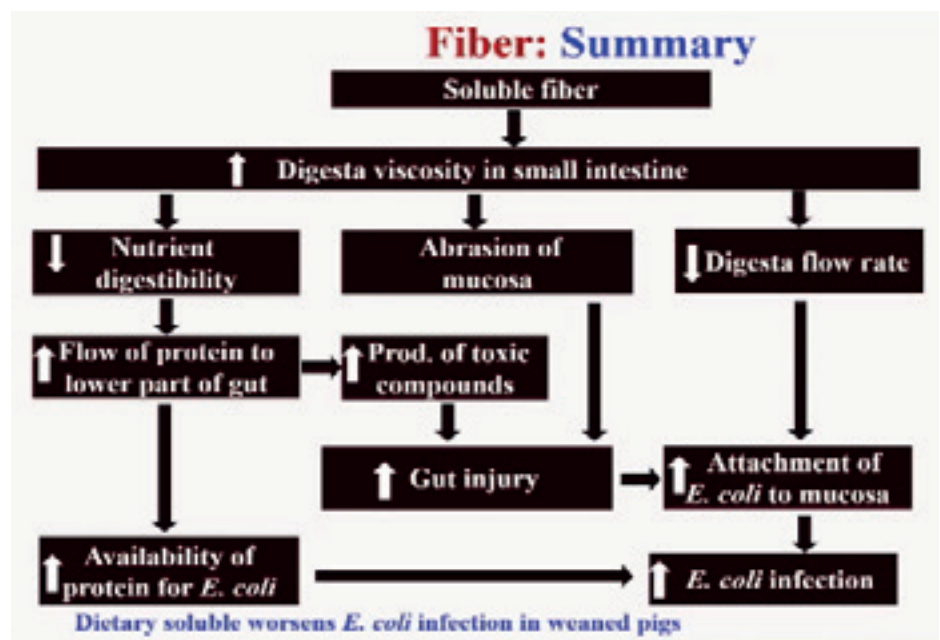 Fiber: Summary
Soluble fiber
Digesta viscosity in small intestine
Nutrient
digestibility
Abrasion of
mucosa
Digesta flow rate
Flow of protein to
lower part of gut
Prod. of toxic
compounds
Gut injury
Attachment of
E. coli to mucosa
Availability of
protein for E. coli
E. coli infection
Dietary soluble worsens E. coli infection in weaned pigs